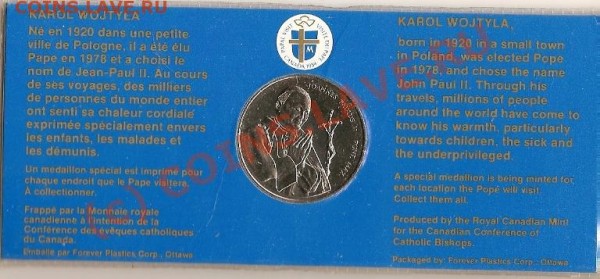 КОИНС.LAVE.RU
KAROL WOJTYŁA
Né en 1920 dans une petite
ville de Pologne, il a été élu
Pape en 1978 et a choisi le
nom de Jean-Paul II. Au cours
de ses voyages, des milliers
de personnes du monde entier
ont senti sa chaleur cordiale
exprimée spécialement envers
les enfants, les malades et
les démunis.
Un médaillon spécial est imprimé pour
chaque endroit que le Pape visitera.
À collectionner.
Frappé par la Monnaie royale
canadienne à l'intention de la
Conférence des évêques catholiques
du Canada.
Emballé par Forever Plastics Corp., Ottawa
CANADA 1984
KAROL WOJTYŁA,
born in 1920 in a small town
in Poland, was elected Pope
in 1978, and chose the name
John Paul II. Through his
travels, millions of people
around the world have come to
know his warmth, particularly
towards children, the sick and
the underprivileged.
A special medallion is being minted for
each location the Pope will visit.
Collect them all.
Produced by the Royal Canadian Mint
for the Canadian Conference of
Catholic Bishops.
Packaged by Forever Plastics Corp., Ottawa